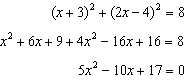 (x + 3)² + (2x − 4)² = 8
x² + 6x + 9 + 4x² − 16x + 16 = 8
5x² − 10x + 17 = 0